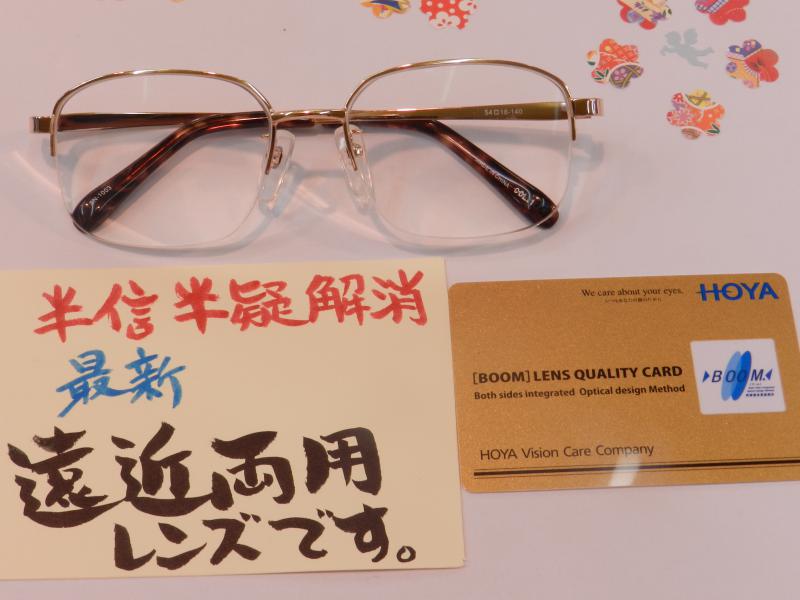 54□16-140
半信半疑解消
最新
遠近両用
レンズです。
We care about your eyes.
HOYA
[BOOM] LENS QUALITY CARD
Both sides integrated Optical design Method
BOOM
HOYA Vision Care Company